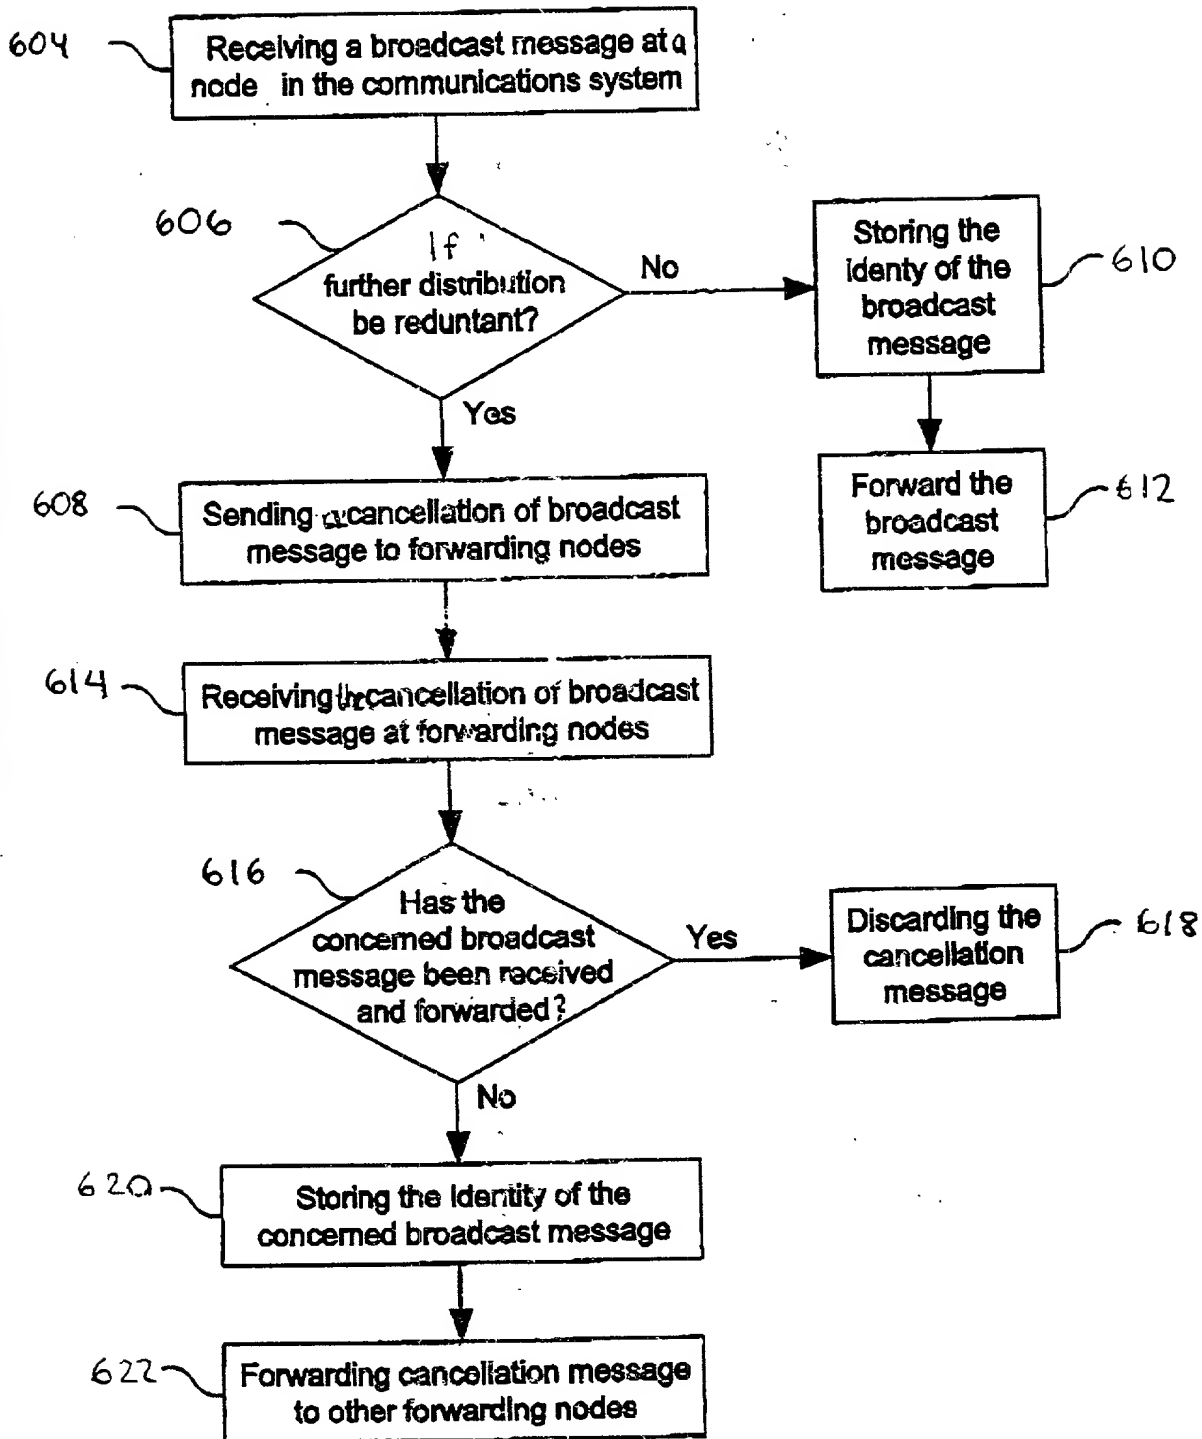 604
Receiving a broadcast message at a
node in the communications system
606
If
further distribution
be reduntant?
No
Storing the
identy of the
broadcast
message
610
Yes
Forward the
broadcast
message
612
608
Sending a cancellation of broadcast
message to forwarding nodes
614
Receiving the cancellation of broadcast
message at forwarding nodes
616
Has the
concerned broadcast
message been received
and forwarded?
Yes
Discarding the
cancellation
message
618
No
620
Storing the identity of the
concerned broadcast message
622
Forwarding cancellation message
to other forwarding nodes